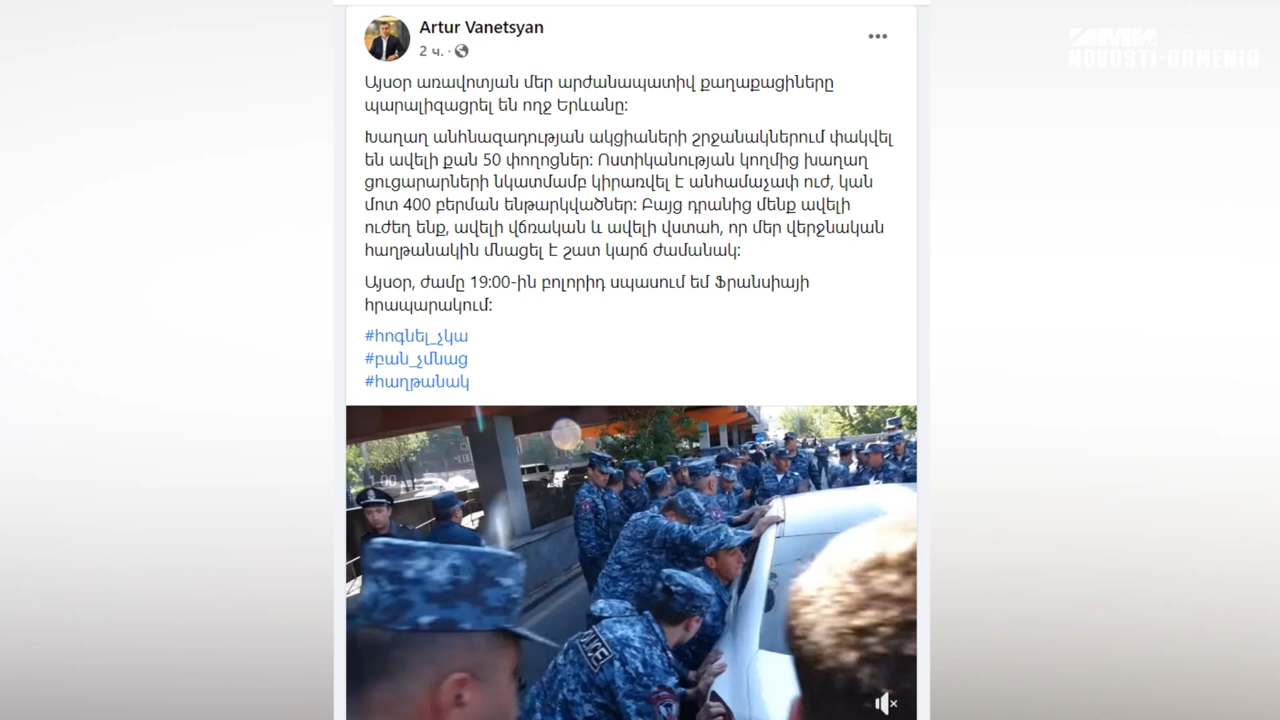 Artur Vanetsyan
2 ч. ·
АМИ
NOVOSTI-ARMENIA
Այսօր առավոտյան մեր արժանապատիվ քաղաքացիները
պարալիզացրել են ողջ Երևանը:
Խաղաղ անհնազադության ակցիաների շրջանակներում փակվել
են ավելի քան 50 փողոցներ: Ոստիկանության կողմից խաղաղ
ցուցարարների նկատմամբ կիրառվել է անհամաչափ ուժ, կան
մոտ 400 բերման ենթարկվածներ: Բայց դրանից մենք ավելի
ուժեղ ենք, ավելի վճռական և ավելի վստահ, որ մեր վերջնական
հաղթանակին մնացել է շատ կարճ ժամանակ:
Այսօր, ժամը 19:00-ին բոլորիդ սպասում եմ Ֆրանսիայի
հրապարակում:
#հոգնել_չկա
#բան_չմնաց
#հաղթանակ
POLICE